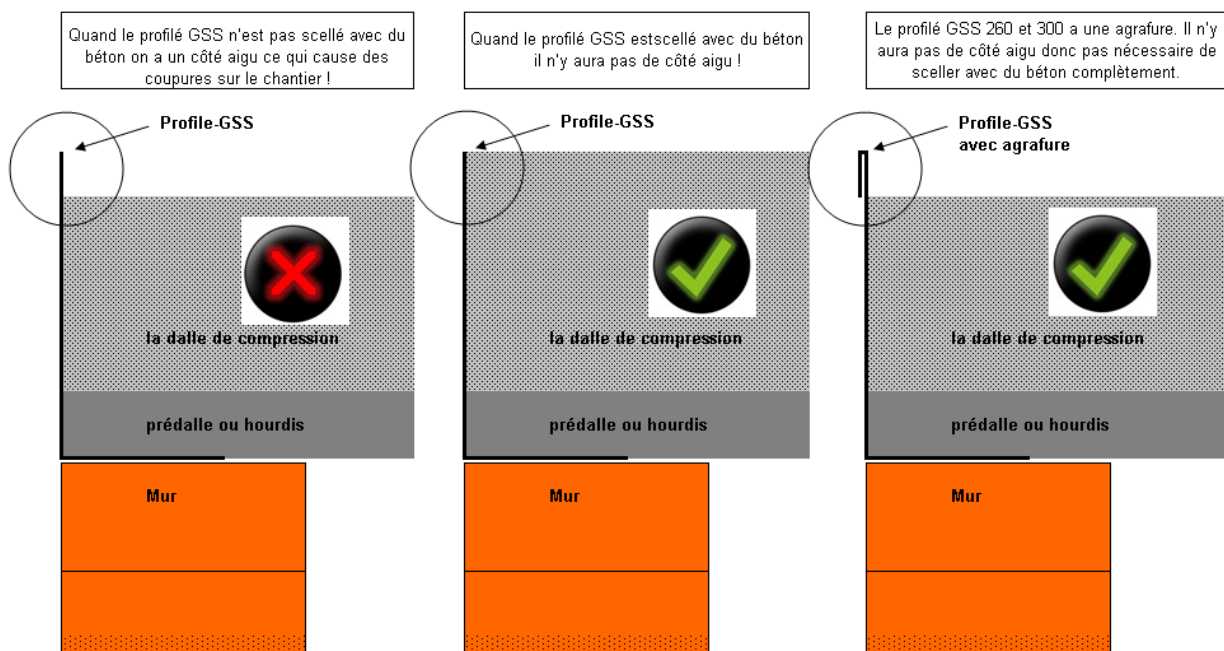 Quand le profilé GSS n'est pas scellé avec du
béton on a un côté aigu ce qui cause des
coupures sur le chantier !
Profile-GSS
la dalle de compression
prédalle ou hourdis
Mur
Quand le profilé GSS estscellé avec du béton
il n'y aura pas de côté aigu !
Profile-GSS
la dalle de compression
prédalle ou hourdis
Mur
Le profilé GSS 260 et 300 a une agrafure. Il n'y
aura pas de côté aigu donc pas nécessaire de
sceller avec du béton complètement.
Profile-GSS
avec agrafure
la dalle de compression
prédalle ou hourdis
Mur